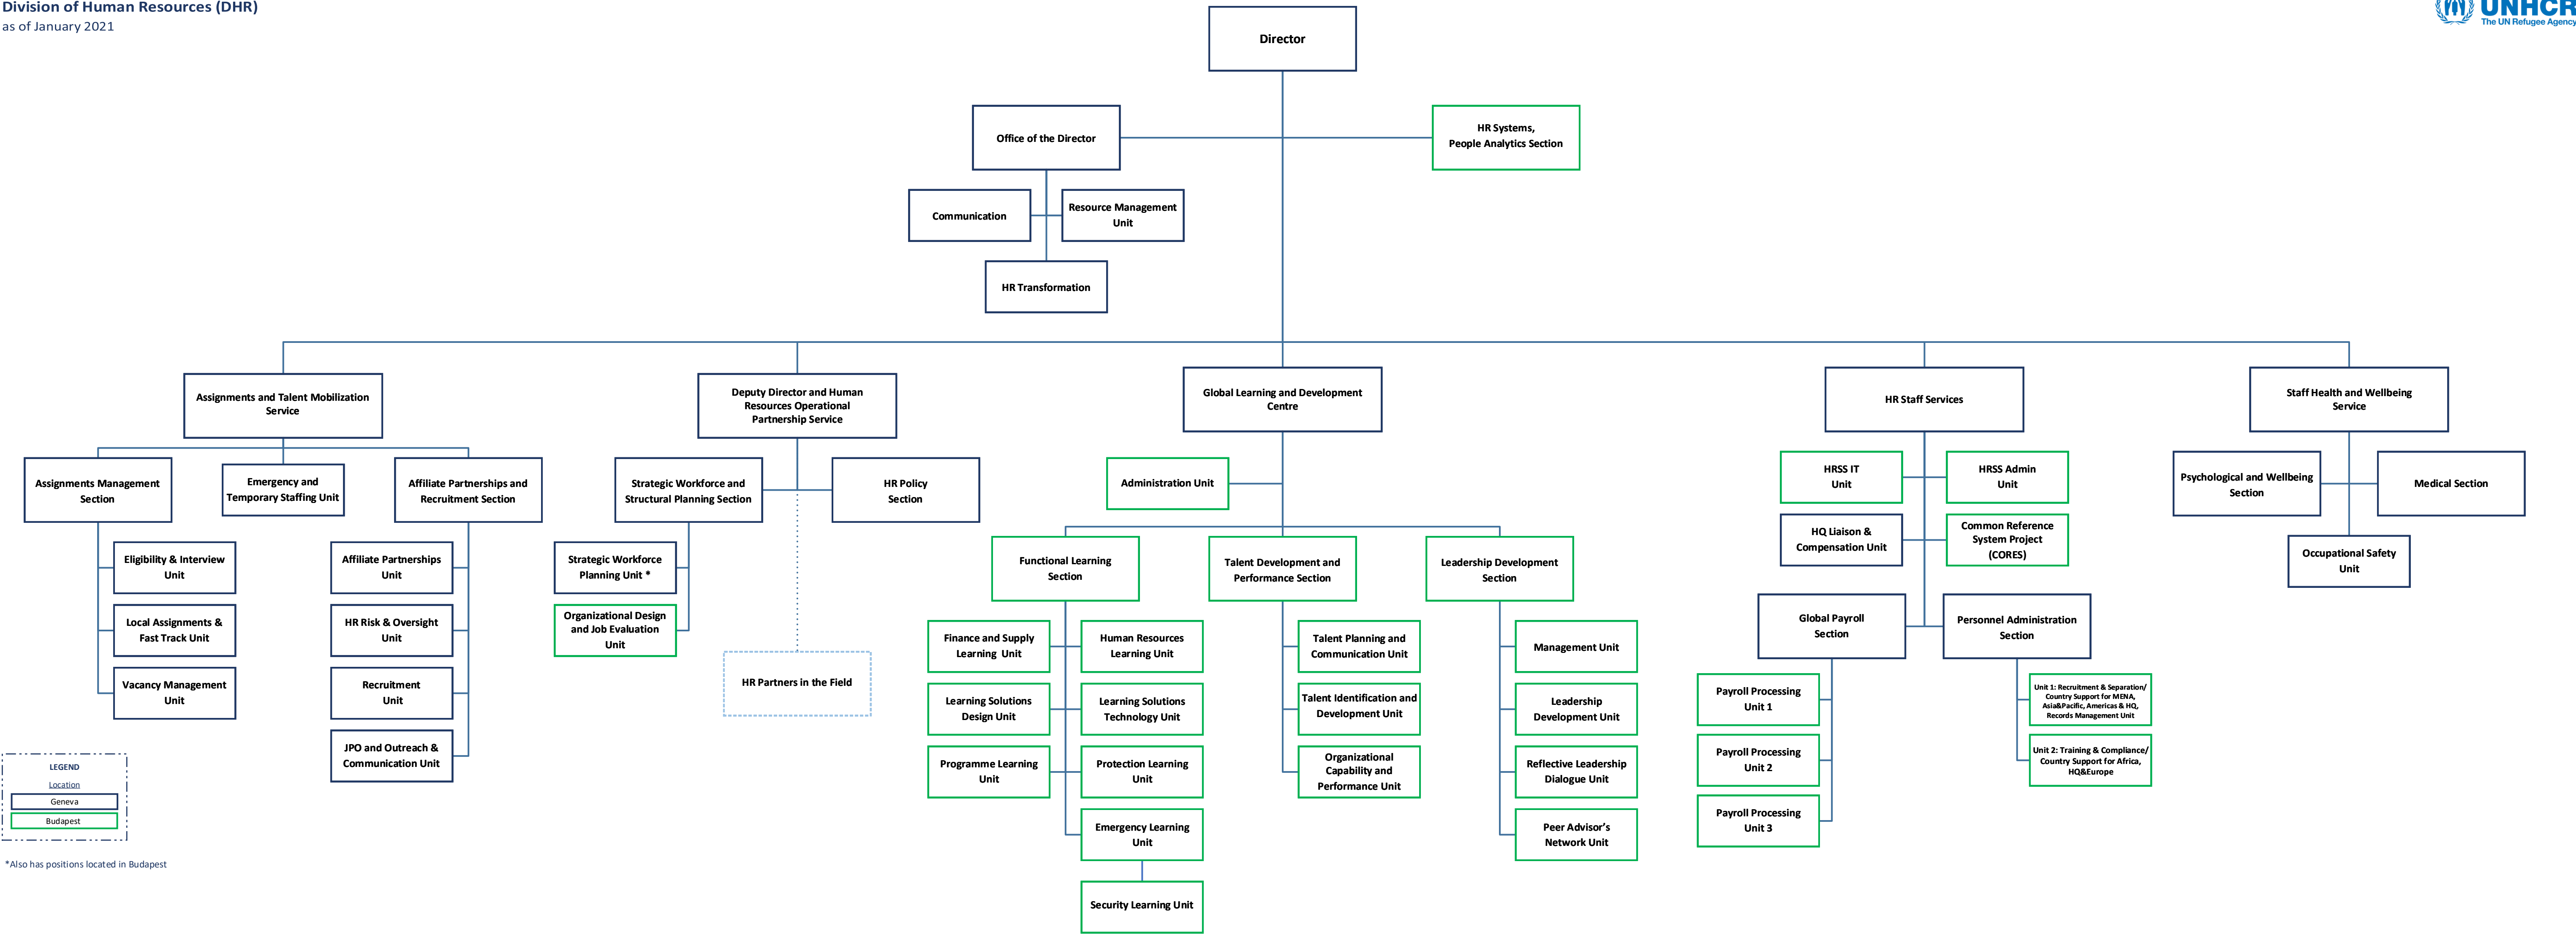 Division of Human Resources (DHR)
as of January 2021
UNHCR
The UN Refugee Agency
Director
Office of the Director
HR Systems,
People Analytics Section
Communication
Resource Management
Unit
HR Transformation
Assignments and Talent Mobilization
Service
Deputy Director and Human
Resources Operational
Partnership Service
Global Learning and Development
Centre
HR Staff Services
Staff Health and Wellbeing
Service
Assignments Management
Section
Emergency and
Temporary Staffing Unit
Affiliate Partnerships and
Recruitment Section
Eligibility & Interview
Unit
Local Assignments &
Fast Track Unit
Vacancy Management
Unit
Affiliate Partnerships
Unit
HR Risk & Oversight
Unit
Recruitment
Unit
JPO and Outreach &
Communication Unit
Strategic Workforce and
Structural Planning Section
HR Policy
Section
Strategic Workforce
Planning Unit *
Organizational Design
and Job Evaluation
Unit
HR Partners in the Field
Administration Unit
Functional Learning
Section
Talent Development and
Performance Section
Leadership Development
Section
Finance and Supply
Learning Unit
Human Resources
Learning Unit
Learning Solutions
Design Unit
Learning Solutions
Technology Unit
Programme Learning
Unit
Protection Learning
Unit
Emergency Learning
Unit
Security Learning Unit
Talent Planning and
Communication Unit
Talent Identification and
Development Unit
Organizational
Capability and
Performance Unit
Management Unit
Leadership
Development Unit
Reflective Leadership
Dialogue Unit
Peer Advisor's
Network Unit
HRSS IT
Unit
HRSS Admin
Unit
HQ Liaison &
Compensation Unit
Common Reference
System Project
(CORES)
Global Payroll
Section
Personnel Administration
Section
Payroll Processing
Unit 1
Payroll Processing
Unit 2
Payroll Processing
Unit 3
Unit 1: Recruitment & Separation/
Country Support for MENA,
Asia&Pacific, Americas & HQ,
Records Management Unit
Unit 2: Training & Compliance/
Country Support for Africa,
HQ&Europe
Psychological and Wellbeing
Section
Medical Section
Occupational Safety
Unit
LEGEND
Location
Geneva
Budapest
*Also has positions located in Budapest